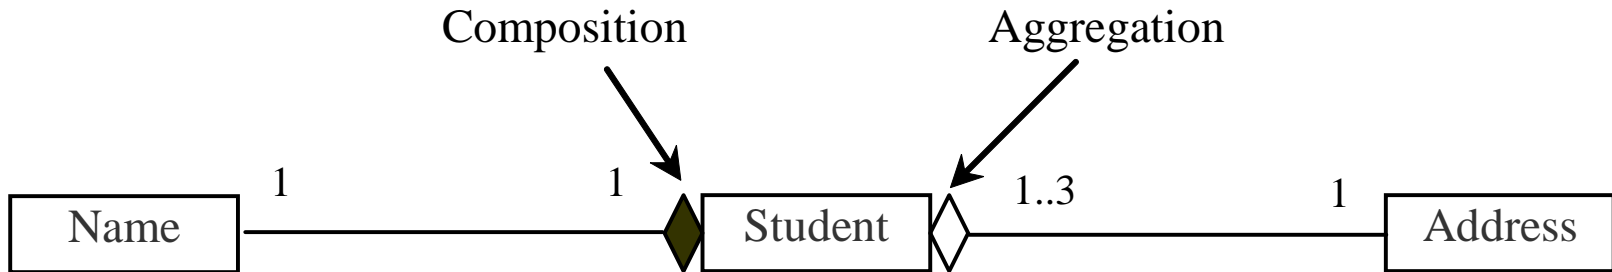 Composition Aggregation
1 1 1..3 1
Name Student Address